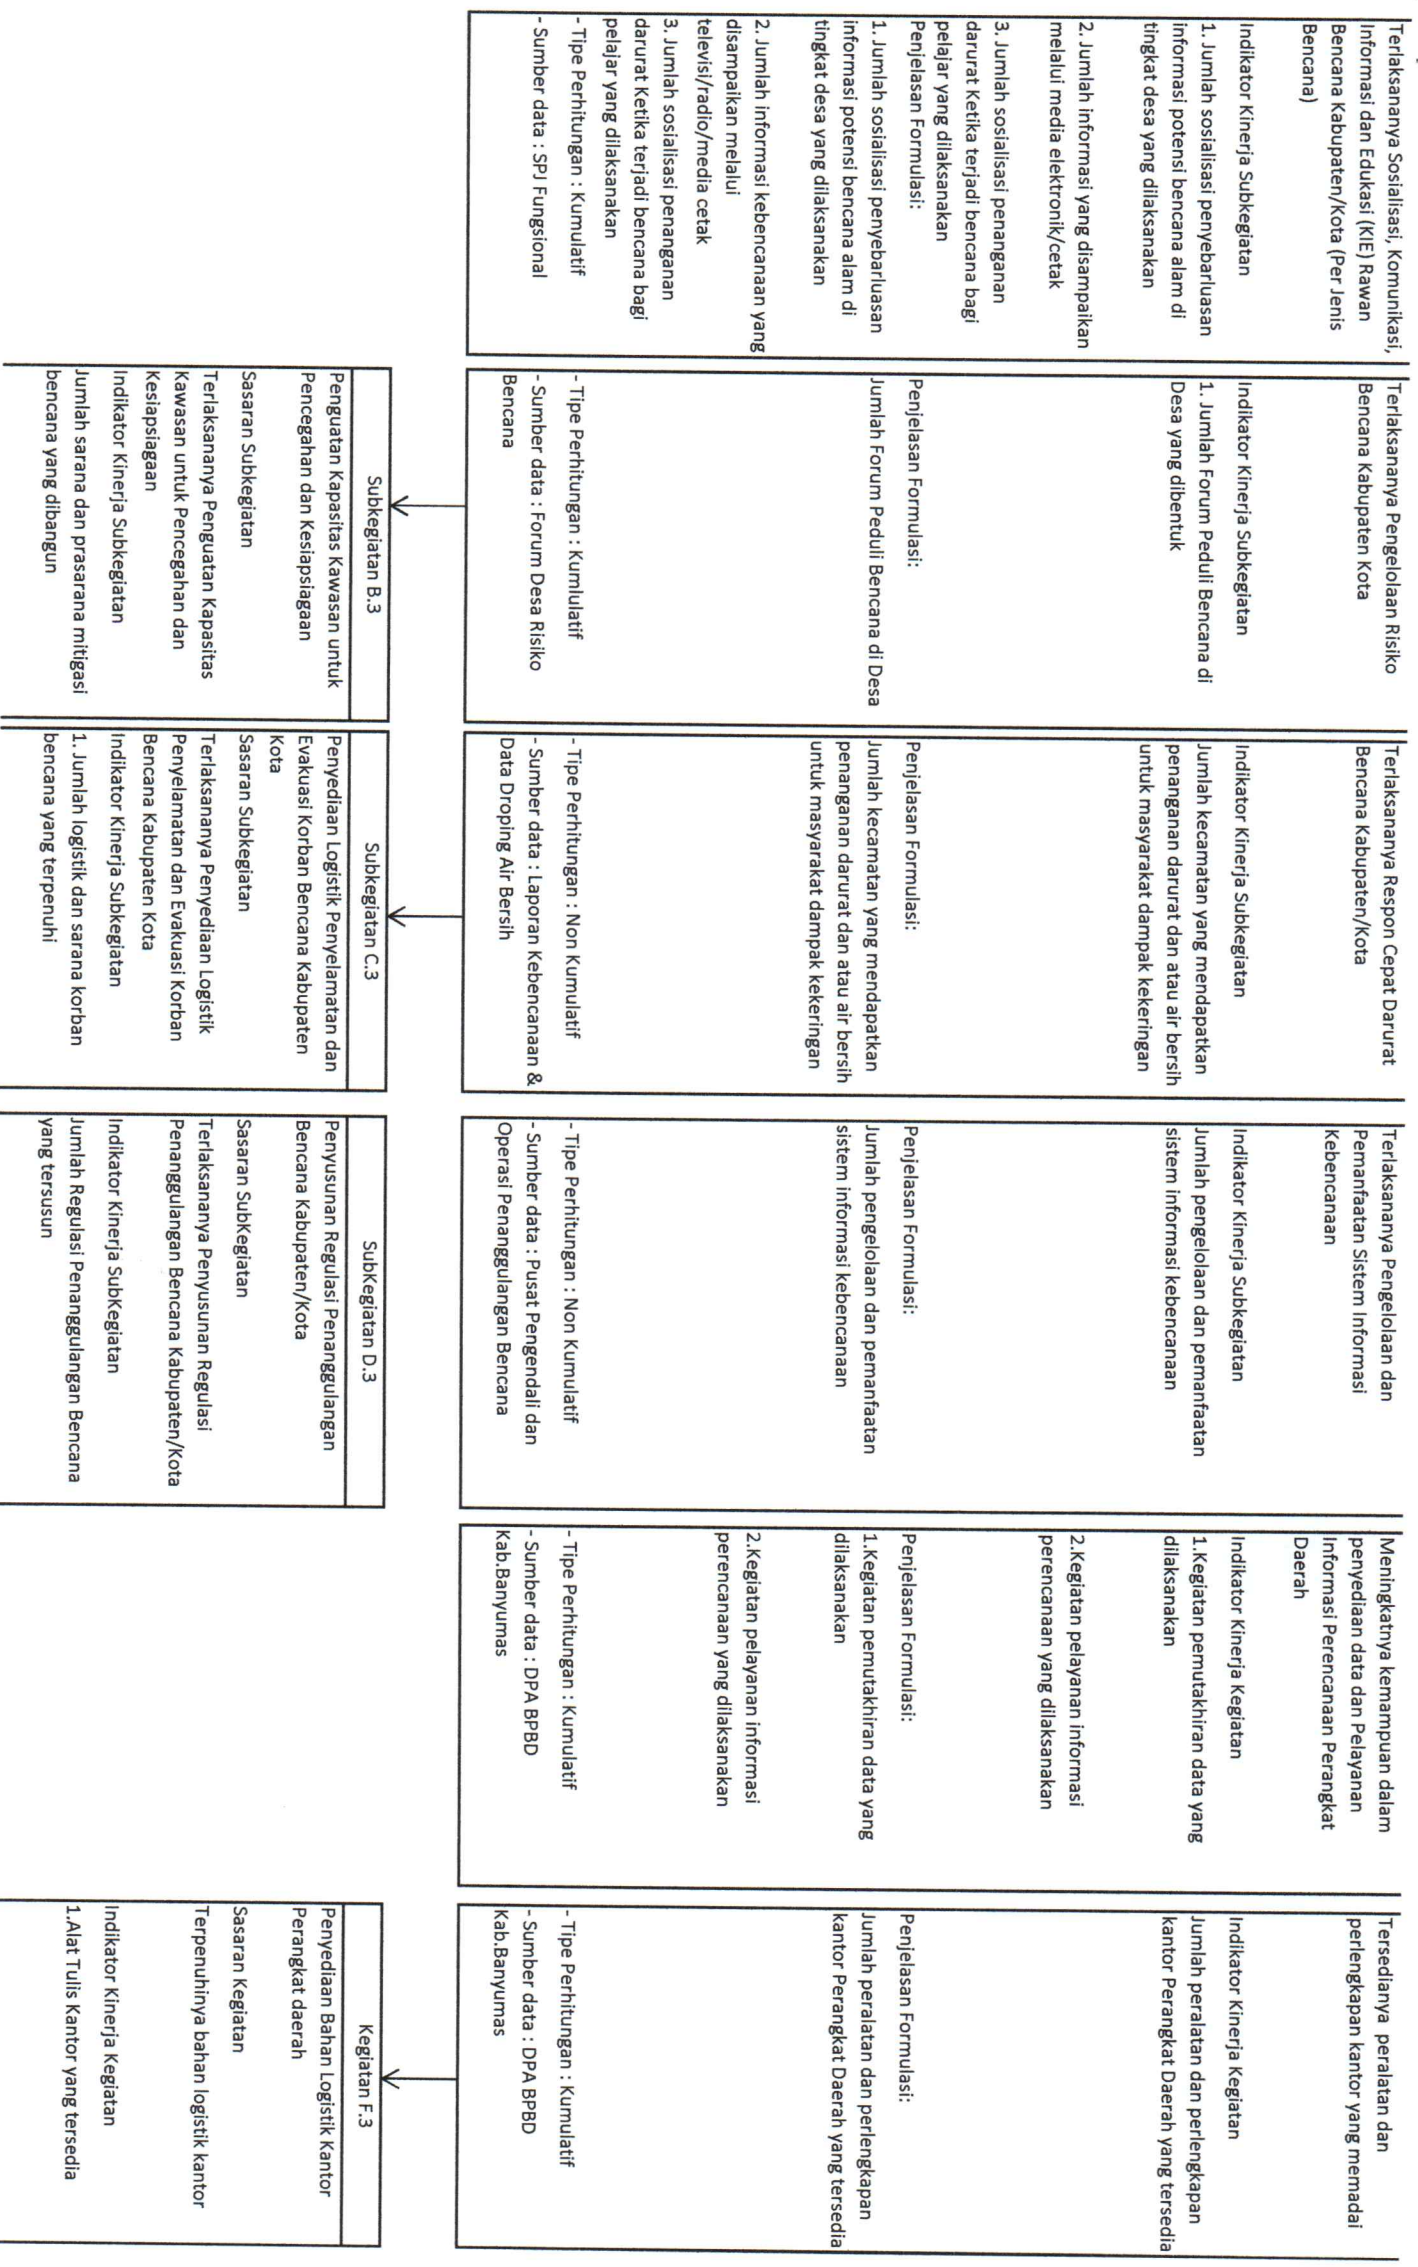 Terlaksananya Sosialisasi, Komunikasi,
Informasi dan Edukasi (KIE) Rawan
Bencana Kabupaten/Kota (Per Jenis
Bencana)
Indikator Kinerja Subkegiatan
1. Jumlah sosialisasi penyebarluasan
informasi potensi bencana alam di
tingkat desa yang dilaksanakan
2. Jumlah informasi yang disampaikan
melalui media elektronik/cetak
3. Jumlah sosialisasi penanganan
darurat Ketika terjadi bencana bagi
pelajar yang dilaksanakan
Penjelasan Formulasi:
1. Jumlah sosialisasi penyebarluasan
informasi potensi bencana alam di
tingkat desa yang dilaksanakan
2. Jumlah informasi kebencanaan yang
disampaikan melalui
televisi/radio/media cetak
3. Jumlah sosialisasi penanganan
darurat Ketika terjadi bencana bagi
pelajar yang dilaksanakan
- Tipe Perhitungan : Kumulatif
- Sumber data : SPJ Fungsional
Terlaksananya Pengelolaan Risiko
Bencana Kabupaten Kota
Indikator Kinerja Subkegiatan
1. Jumlah Forum Peduli Bencana di
Desa yang dibentuk
Penjelasan Formulasi:
Jumlah Forum Peduli Bencana di Desa
- Tipe Perhitungan : Kumlulatif
- Sumber data : Forum Desa Risiko
Bencana
Terlaksananya Respon Cepat Darurat
Bencana Kabupaten/Kota
Indikator Kinerja Subkegiatan
Jumlah kecamatan yang mendapatkan
penanganan darurat dan atau air bersih
untuk masyarakat dampak kekeringan
Penjelasan Formulasi:
Jumlah kecamatan yang mendapatkan
penanganan darurat dan atau air bersih
untuk masyarakat dampak kekeringan
- Tipe Perhitungan : Non Kumulatif
- Sumber data : Laporan Kebencanaan &
Data Droping Air Bersih
Terlaksananya Pengelolaan dan
Pemanfaatan Sistem Informasi
Kebencanaan
Indikator Kinerja Subkegiatan
Jumlah pengelolaan dan pemanfaatan
sistem informasi kebencanaan
Penjelasan Formulasi:
Jumlah pengelolaan dan pemanfaatan
sistem informasi kebencanaan
- Tipe Perhitungan : Non Kumulatif
- Sumber data : Pusat Pengendali dan
Operasi Penanggulangan Bencana
Meningkatnya kemampuan dalam
penyediaan data dan Pelayanan
Informasi Perencanaan Perangkat
Daerah
Indikator Kinerja Kegiatan
1.Kegiatan pemutakhiran data yang
dilaksanakan
2.Kegiatan pelayanan informasi
perencanaan yang dilaksanakan
Penjelasan Formulasi:
1.Kegiatan pemutakhiran data yang
dilaksanakan
2.Kegiatan pelayanan informasi
perencanaan yang dilaksanakan
- Tipe Perhitungan : Kumulatif
- Sumber data : DPA BPBD
Kab.Banyumas
Tersedianya peralatan dan
perlengkapan kantor yang memadai
Indikator Kinerja Kegiatan
Jumlah peralatan dan perlengkapan
kantor Perangkat Daerah yang tersedia
Penjelasan Formulasi:
Jumlah peralatan dan perlengkapan
kantor Perangkat Daerah yang tersedia
- Tipe Perhitungan : Kumulatif
- Sumber data : DPA BPBD
Kab.Banyumas
Subkegiatan B.3
Penguatan Kapasitas Kawasan untuk
Pencegahan dan Kesiapsiagaan
Sasaran Subkegiatan
Terlaksananya Penguatan Kapasitas
Kawasan untuk Pencegahan dan
Kesiapsiagaan
Indikator Kinerja Subkegiatan
Jumlah sarana dan prasarana mitigasi
bencana yang dibangun
Subkegiatan C.3
Penyediaan Logistik Penyelamatan dan
Evakuasi Korban Bencana Kabupaten
Kota
Sasaran Subkegiatan
Terlaksananya Penyediaan Logistik
Penyelamatan dan Evakuasi Korban
Bencana Kabupaten Kota
Indikator Kinerja Subkegiatan
1. Jumlah logistik dan sarana korban
bencana yang terpenuhi
SubKegiatan D.3
Penyusunan Regulasi Penanggulangan
Bencana Kabupaten/Kota
Sasaran SubKegiatan
Terlaksananya Penyusunan Regulasi
Penanggulangan Bencana Kabupaten/Kota
Indikator Kinerja SubKegiatan
Jumlah Regulasi Penanggulangan Bencana
yang tersusun
Kegiatan F.3
Penyediaan Bahan Logistik Kantor
Perangkat daerah
Sasaran Kegiatan
Terpenuhinya bahan logistik kantor
Indikator Kinerja Kegiatan
1.Alat Tulis Kantor yang tersedia